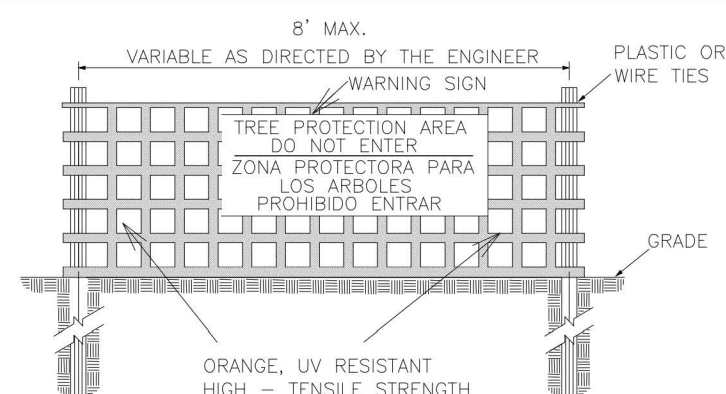 8' MAX.
VARIABLE AS DIRECTED BY THE ENGINEER
PLASTIC OR
WIRE TIES
WARNING SIGN
TREE PROTECTION AREA
DO NOT ENTER
ZONA PROTECTORA PARA
LOS ARBOLES
PROHIBIDO ENTRAR
GRADE
ORANGE, UV RESISTANT
HIGH – TENSILE STRENGTH